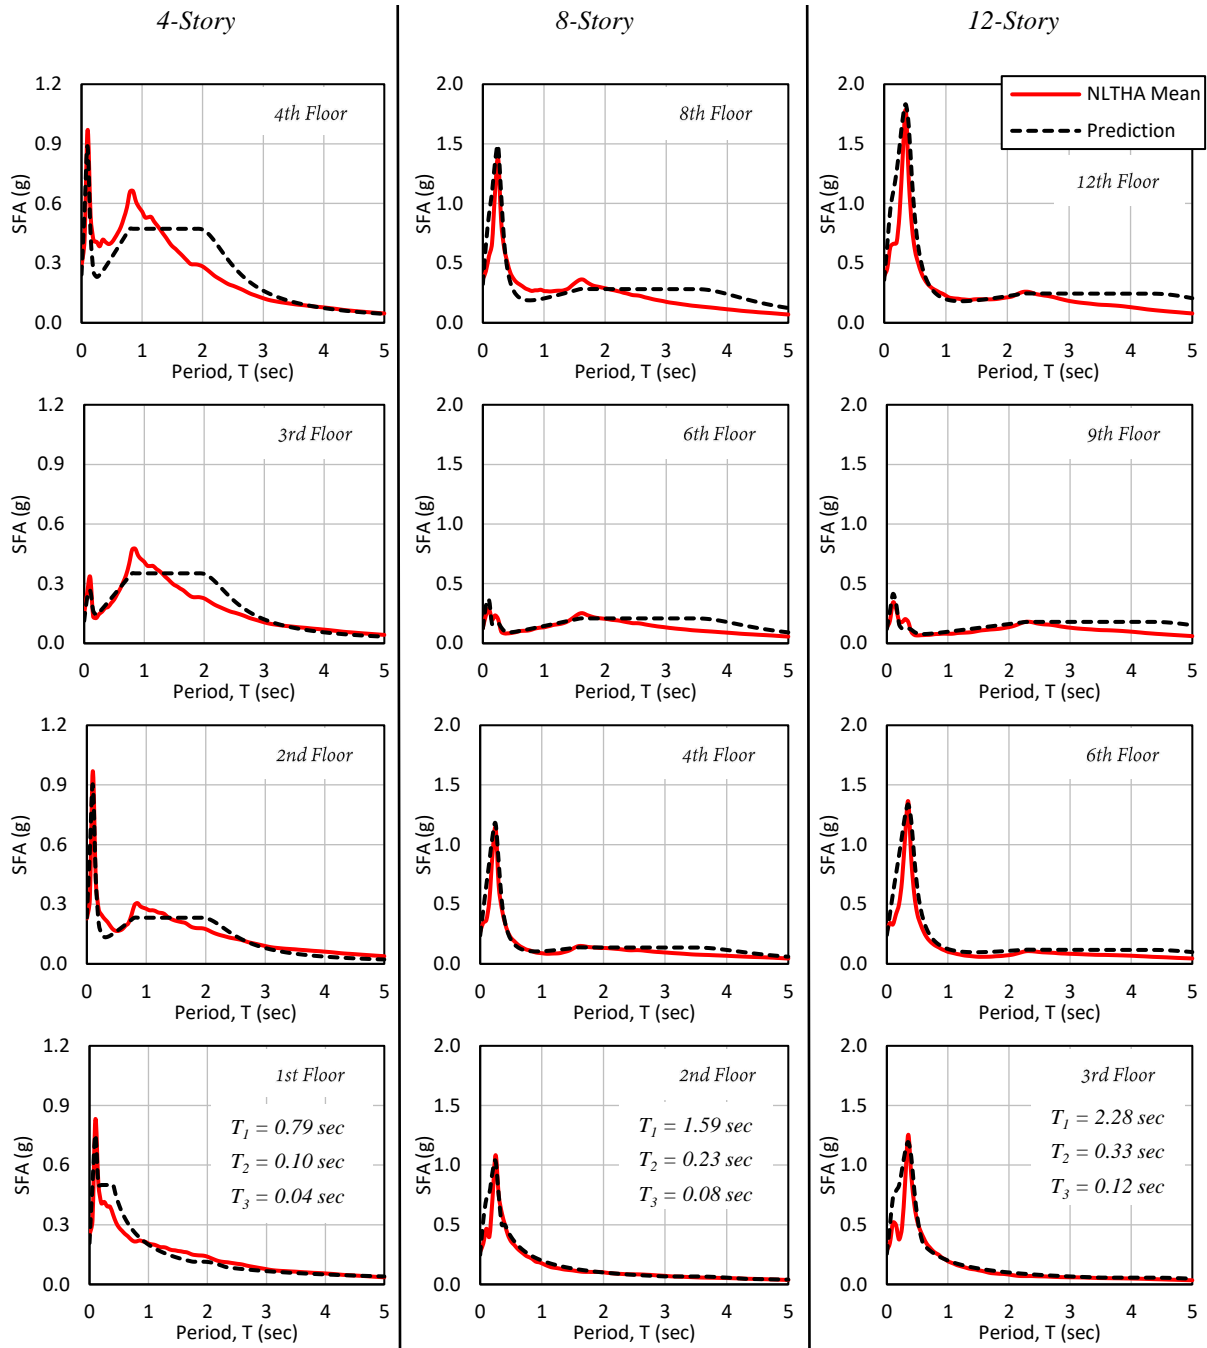 4-Story
8-Story
12-Story
1.2
0.9
0.6
0.3
0.0
SFA (g)
4th Floor
0 1 2 3 4 5
Period, T (sec)
2.0
1.5
1.0
0.5
0.0
SFA (g)
8th Floor
0 1 2 3 4 5
Period, T (sec)
2.0
1.5
1.0
0.5
0.0
SFA (g)
NLTHA Mean
Prediction
12th Floor
0 1 2 3 4 5
Period, T (sec)
1.2
0.9
0.6
0.3
0.0
SFA (g)
3rd Floor
0 1 2 3 4 5
Period, T (sec)
2.0
1.5
1.0
0.5
0.0
SFA (g)
6th Floor
0 1 2 3 4 5
Period, T (sec)
2.0
1.5
1.0
0.5
0.0
SFA (g)
9th Floor
0 1 2 3 4 5
Period, T (sec)
1.2
0.9
0.6
0.3
0.0
SFA (g)
2nd Floor
0 1 2 3 4 5
Period, T (sec)
2.0
1.5
1.0
0.5
0.0
SFA (g)
4th Floor
0 1 2 3 4 5
Period, T (sec)
2.0
1.5
1.0
0.5
0.0
SFA (g)
6th Floor
0 1 2 3 4 5
Period, T (sec)
1.2
0.9
0.6
0.3
0.0
SFA (g)
1st Floor
T1 = 0.79 sec
T2 = 0.10 sec
T3 = 0.04 sec
0 1 2 3 4 5
Period, T (sec)
2.0
1.5
1.0
0.5
0.0
SFA (g)
2nd Floor
T1 = 1.59 sec
T2 = 0.23 sec
T3 = 0.08 sec
0 1 2 3 4 5
Period, T (sec)
2.0
1.5
1.0
0.5
0.0
SFA (g)
3rd Floor
T1 = 2.28 sec
T2 = 0.33 sec
T3 = 0.12 sec
0 1 2 3 4 5
Period, T (sec)